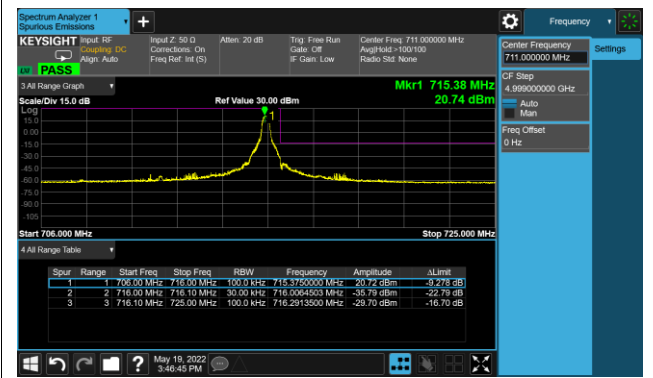 Spectrum Analyzer 1
Spurious Emissions
Frequency
KEYSIGHT Input: RF
Coupling: DC
Align: Auto
Input Z: 50 Ω
Corrections: On
Freq Ref: Int (S)
Atten: 20 dB
Trig: Free Run
Gate: Off
IF Gain: Low
Center Freq: 711.000000 MHz
Avg|Hold:>100/100
Radio Std: None
PASS
Center Frequency
711.000000 MHz
Settings
CF Step
4.999000000 GHz
Auto
Man
Freq Offset
0 Hz
3 All Range Graph
Mkr1 715.38 MHz
Scale/Div 15.0 dB
Ref Value 30.00 dBm
20.74 dBm
Log
15.0
0.00
-15.0
-30.0
-45.0
-60.0
-75.0
-90.0
-105
1
Start 706.000 MHz
Stop 725.000 MHz
4 All Range Table
Spur Range Start Freq Stop Freq RBW Frequency Amplitude ΔLimit
1 1 706.00 MHz 716.00 MHz 100.0 kHz 715.3750000 MHz 20.72 dBm -9.278 dB
2 2 716.00 MHz 716.10 MHz 30.00 kHz 716.0064503 MHz -35.79 dBm -22.79 dB
3 3 716.10 MHz 725.00 MHz 100.0 kHz 716.2913500 MHz -29.70 dBm -16.70 dB
?
May 19, 2022
3:46:45 PM